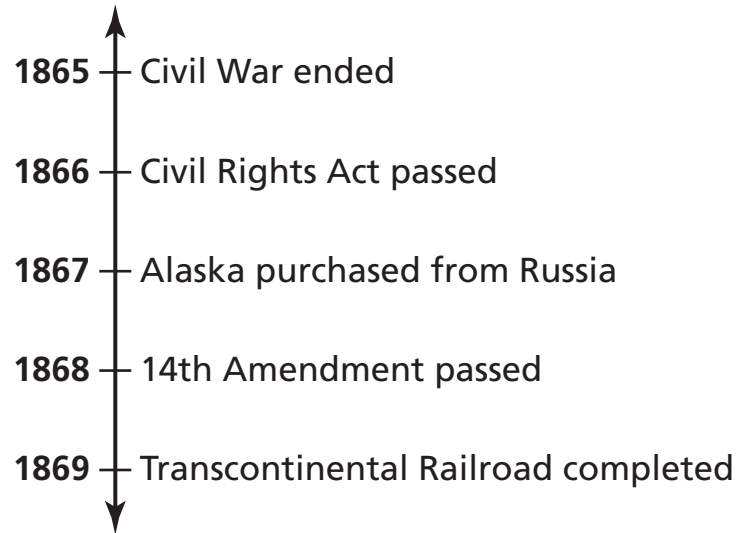 1865 Civil War ended
1866 Civil Rights Act passed
1867 Alaska purchased from Russia
1868 14th Amendment passed
1869 Transcontinental Railroad completed